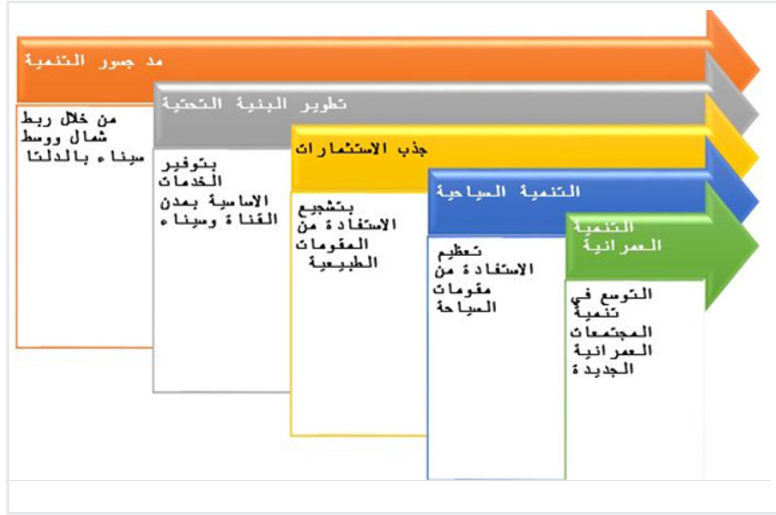 مد جسور التنمية
من خلال ربط
شمال ووسط
سيناء بالدلتا
تطوير البنية التحتية
بتوفير
الخدمات
الاساسية بمدن
القناة وسيناء
جذب الاستثمارات
بتشجيع
الاستفادة من
المقومات
الطبيعية
التنمية السياحية
تعظيم
الاستفادة من
مقومات
السياحة
التنمية
العمرانية
التوسع في
تنمية
المجتمعات
العمرانية
الجديدة